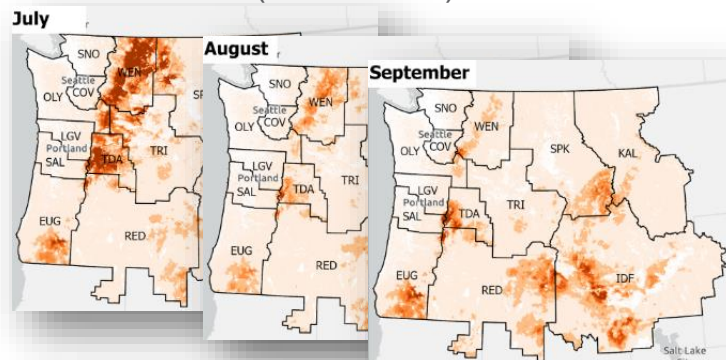 July
SNO
WEN
Seattle
COV
OLY
LGV
Portland
SAL
TDA
TRI
EUG
RED
August
SNO
WEN
Seattle
COV
OLY
LGV
Portland
SAL
TDA
TRI
EUG
RED
September
SNO
WEN
Seattle
COV
OLY
SPK
KAL
LGV
Portland
SAL
TDA
TRI
EUG
RED
IDF
Salt Lake